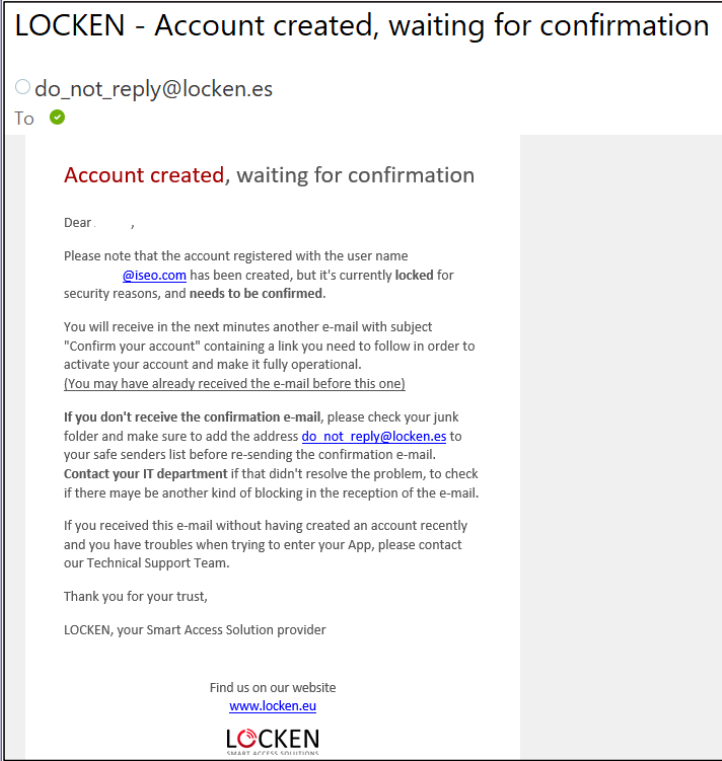 LOCKEN - Account created, waiting for confirmation
do_not_reply@locken.es
To
Account created, waiting for confirmation
Dear ,
Please note that the account registered with the user name
@iseo.com has been created, but it's currently locked for
security reasons, and needs to be confirmed.
You will receive in the next minutes another e-mail with subject
"Confirm your account" containing a link you need to follow in order to
activate your account and make it fully operational.
(You may have already received the e-mail before this one)
If you don't receive the confirmation e-mail, please check your junk
folder and make sure to add the address do_not_reply@locken.es to
your safe senders list before re-sending the confirmation e-mail.
Contact your IT department if that didn't resolve the problem, to check
if there maye be another kind of blocking in the reception of the e-mail.
If you received this e-mail without having created an account recently
and you have troubles when trying to enter your App, please contact
our Technical Support Team.
Thank you for your trust,
LOCKEN, your Smart Access Solution provider
Find us on our website
www.locken.eu
LOCKEN
SMART ACCESS SOLUTIONS